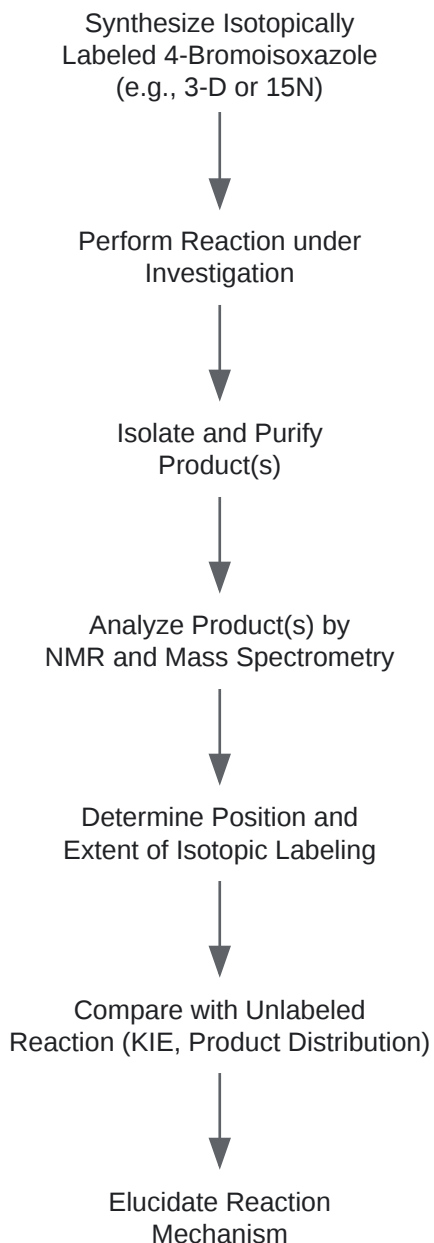 Synthesize Isotopically
Labeled 4-Bromoisoxazole
(e.g., 3-D or 15N)
Perform Reaction under
Investigation
Isolate and Purify
Product(s)
Analyze Product(s) by
NMR and Mass Spectrometry
Determine Position and
Extent of Isotopic Labeling
Compare with Unlabeled
Reaction (KIE, Product Distribution)
Elucidate Reaction
Mechanism